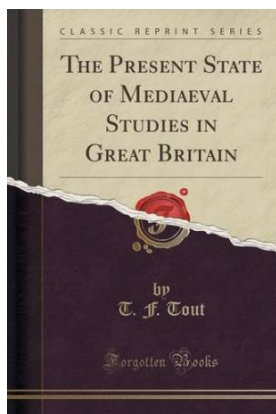 CLASSIC REPRINT SERIES
THE PRESENT STATE
OF MEDIAEVAL
STUDIES IN
GREAT BRITAIN
by
T. F. Tout
Forgotten Books